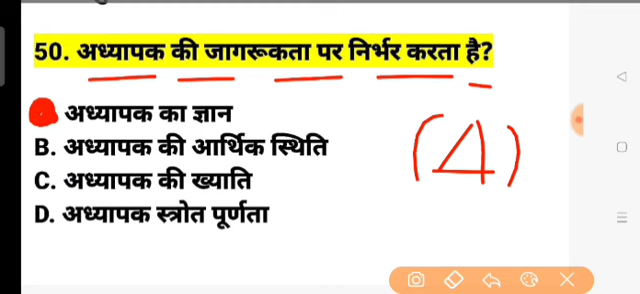 50. अध्यापक की जागरूकता पर निर्भर करता है?
अध्यापक का ज्ञान
B. अध्यापक की आर्थिक स्थिति
C. अध्यापक की ख्याति
D. अध्यापक स्त्रोत पूर्णता
(4)